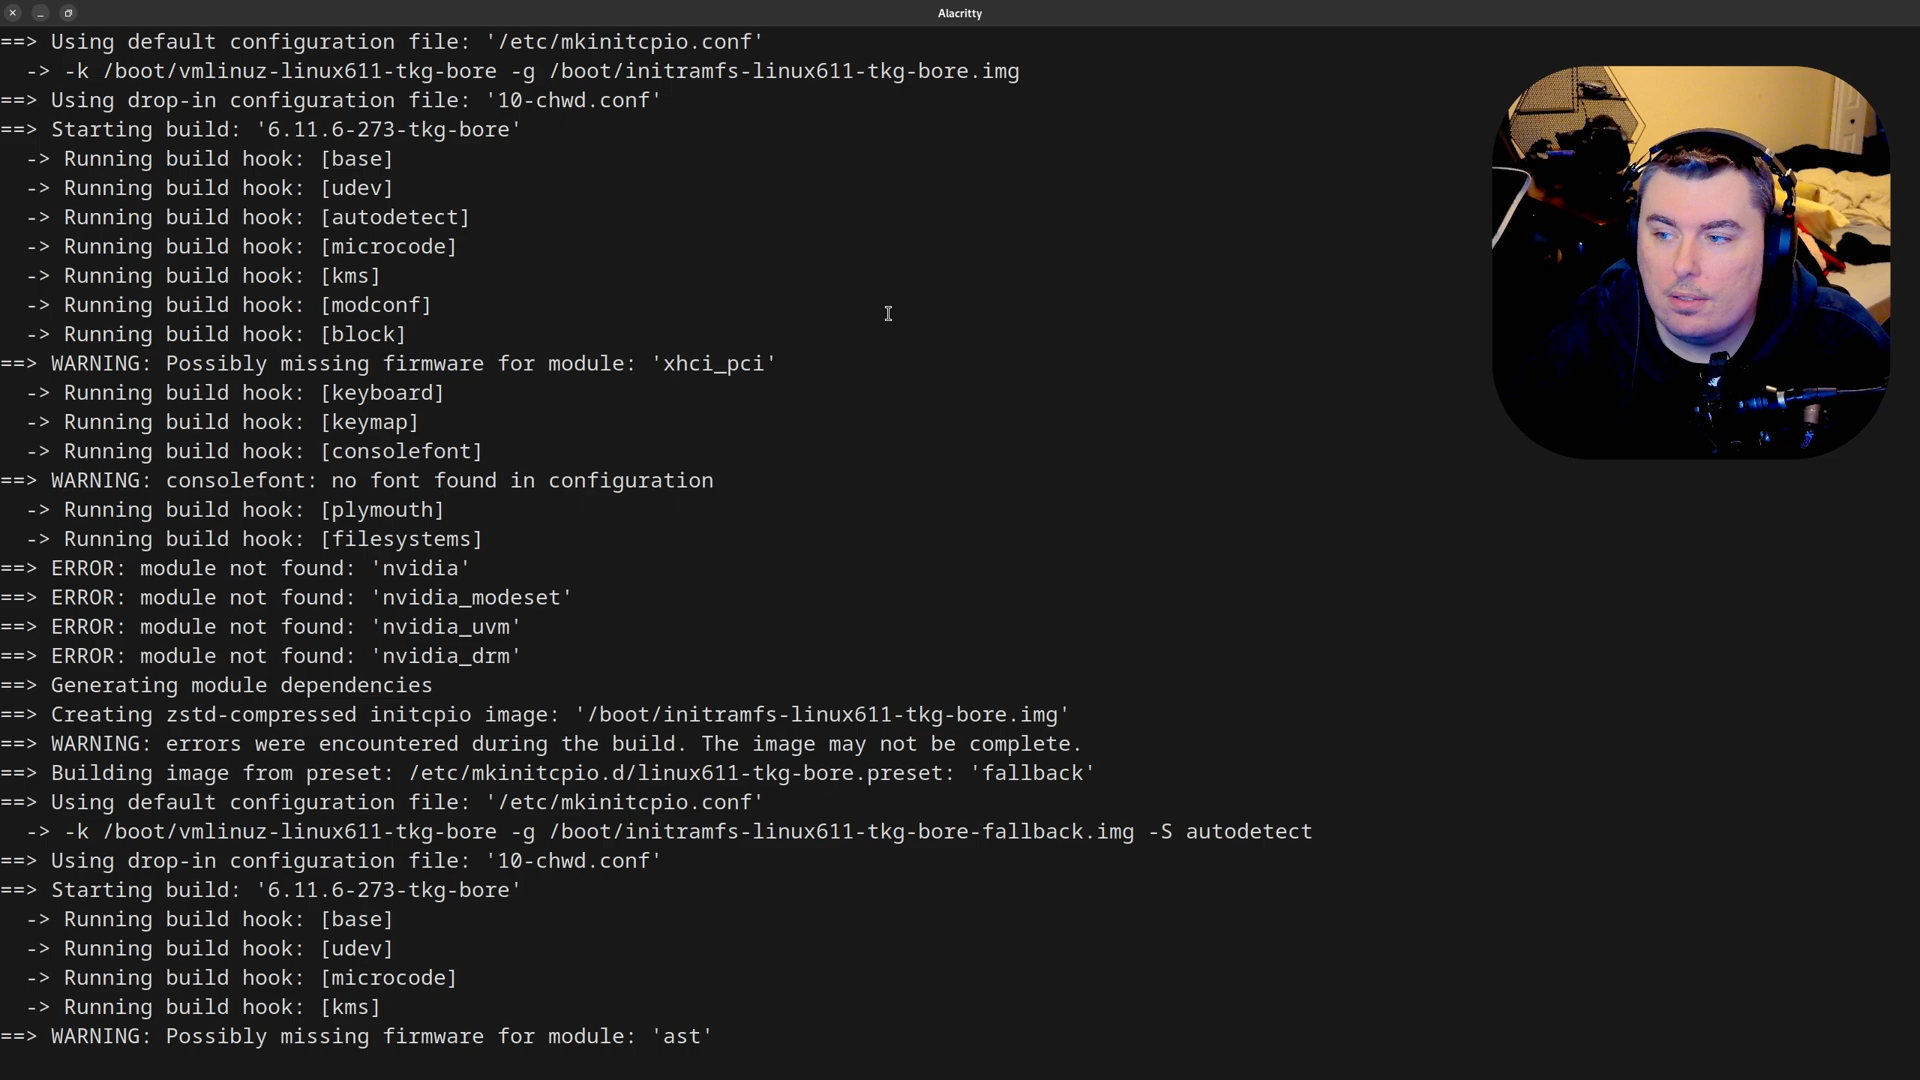 Alacritty
==> Using default configuration file: '/etc/mkinitcpio.conf'
-> -k /boot/vmlinuz-linux611-tkg-bore -g /boot/initramfs-linux611-tkg-bore.img
==> Using drop-in configuration file: '10-chwd.conf'
==> Starting build: '6.11.6-273-tkg-bore'
-> Running build hook: [base]
-> Running build hook: [udev]
-> Running build hook: [autodetect]
-> Running build hook: [microcode]
-> Running build hook: [kms]
-> Running build hook: [modconf]
-> Running build hook: [block]
==> WARNING: Possibly missing firmware for module: 'xhci_pci'
-> Running build hook: [keyboard]
-> Running build hook: [keymap]
-> Running build hook: [consolefont]
==> WARNING: consolefont: no font found in configuration
-> Running build hook: [plymouth]
-> Running build hook: [filesystems]
==> ERROR: module not found: 'nvidia'
==> ERROR: module not found: 'nvidia_modeset'
==> ERROR: module not found: 'nvidia_uvm'
==> ERROR: module not found: 'nvidia_drm'
==> Generating module dependencies
==> Creating zstd-compressed initcpio image: '/boot/initramfs-linux611-tkg-bore.img'
==> WARNING: errors were encountered during the build. The image may not be complete.
==> Building image from preset: /etc/mkinitcpio.d/linux611-tkg-bore.preset: 'fallback'
==> Using default configuration file: '/etc/mkinitcpio.conf'
-> -k /boot/vmlinuz-linux611-tkg-bore -g /boot/initramfs-linux611-tkg-bore-fallback.img -S autodetect
==> Using drop-in configuration file: '10-chwd.conf'
==> Starting build: '6.11.6-273-tkg-bore'
-> Running build hook: [base]
-> Running build hook: [udev]
-> Running build hook: [microcode]
-> Running build hook: [kms]
==> WARNING: Possibly missing firmware for module: 'ast'